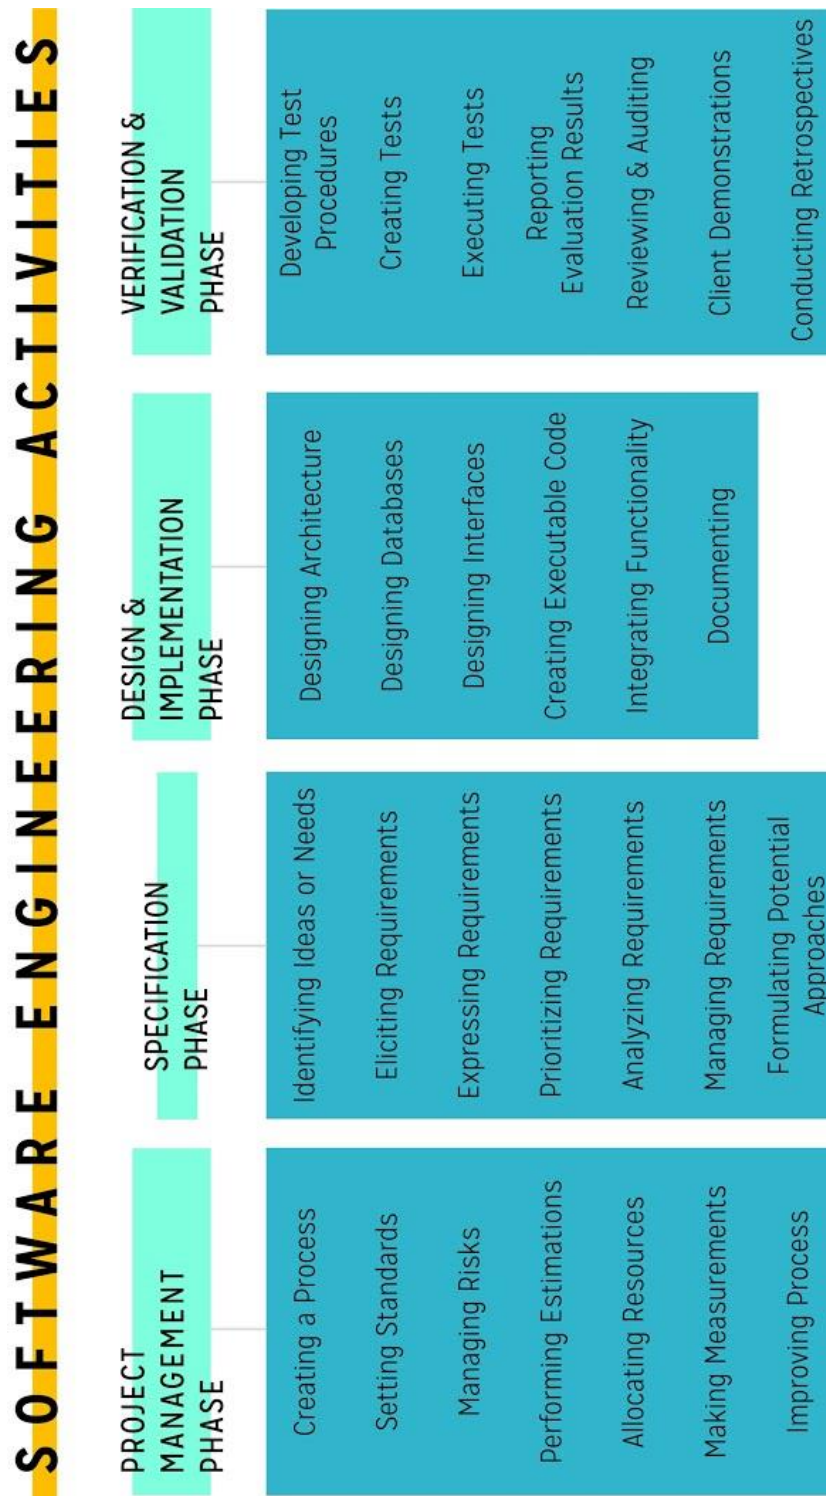 SOFTWARE ENGINEERING ACTIVITIES
PROJECT
MANAGEMENT
PHASE
Creating a Process
Setting Standards
Managing Risks
Performing Estimations
Allocating Resources
Making Measurements
Improving Process
SPECIFICATION
PHASE
Identifying Ideas or Needs
Eliciting Requirements
Expressing Requirements
Prioritizing Requirements
Analyzing Requirements
Managing Requirements
Formulating Potential
Approaches
DESIGN &
IMPLEMENTATION
PHASE
Designing Architecture
Designing Databases
Designing Interfaces
Creating Executable Code
Integrating Functionality
Documenting
VERIFICATION &
VALIDATION
PHASE
Developing Test
Procedures
Creating Tests
Executing Tests
Reporting
Evaluation Results
Reviewing & Auditing
Client Demonstrations
Conducting Retrospectives